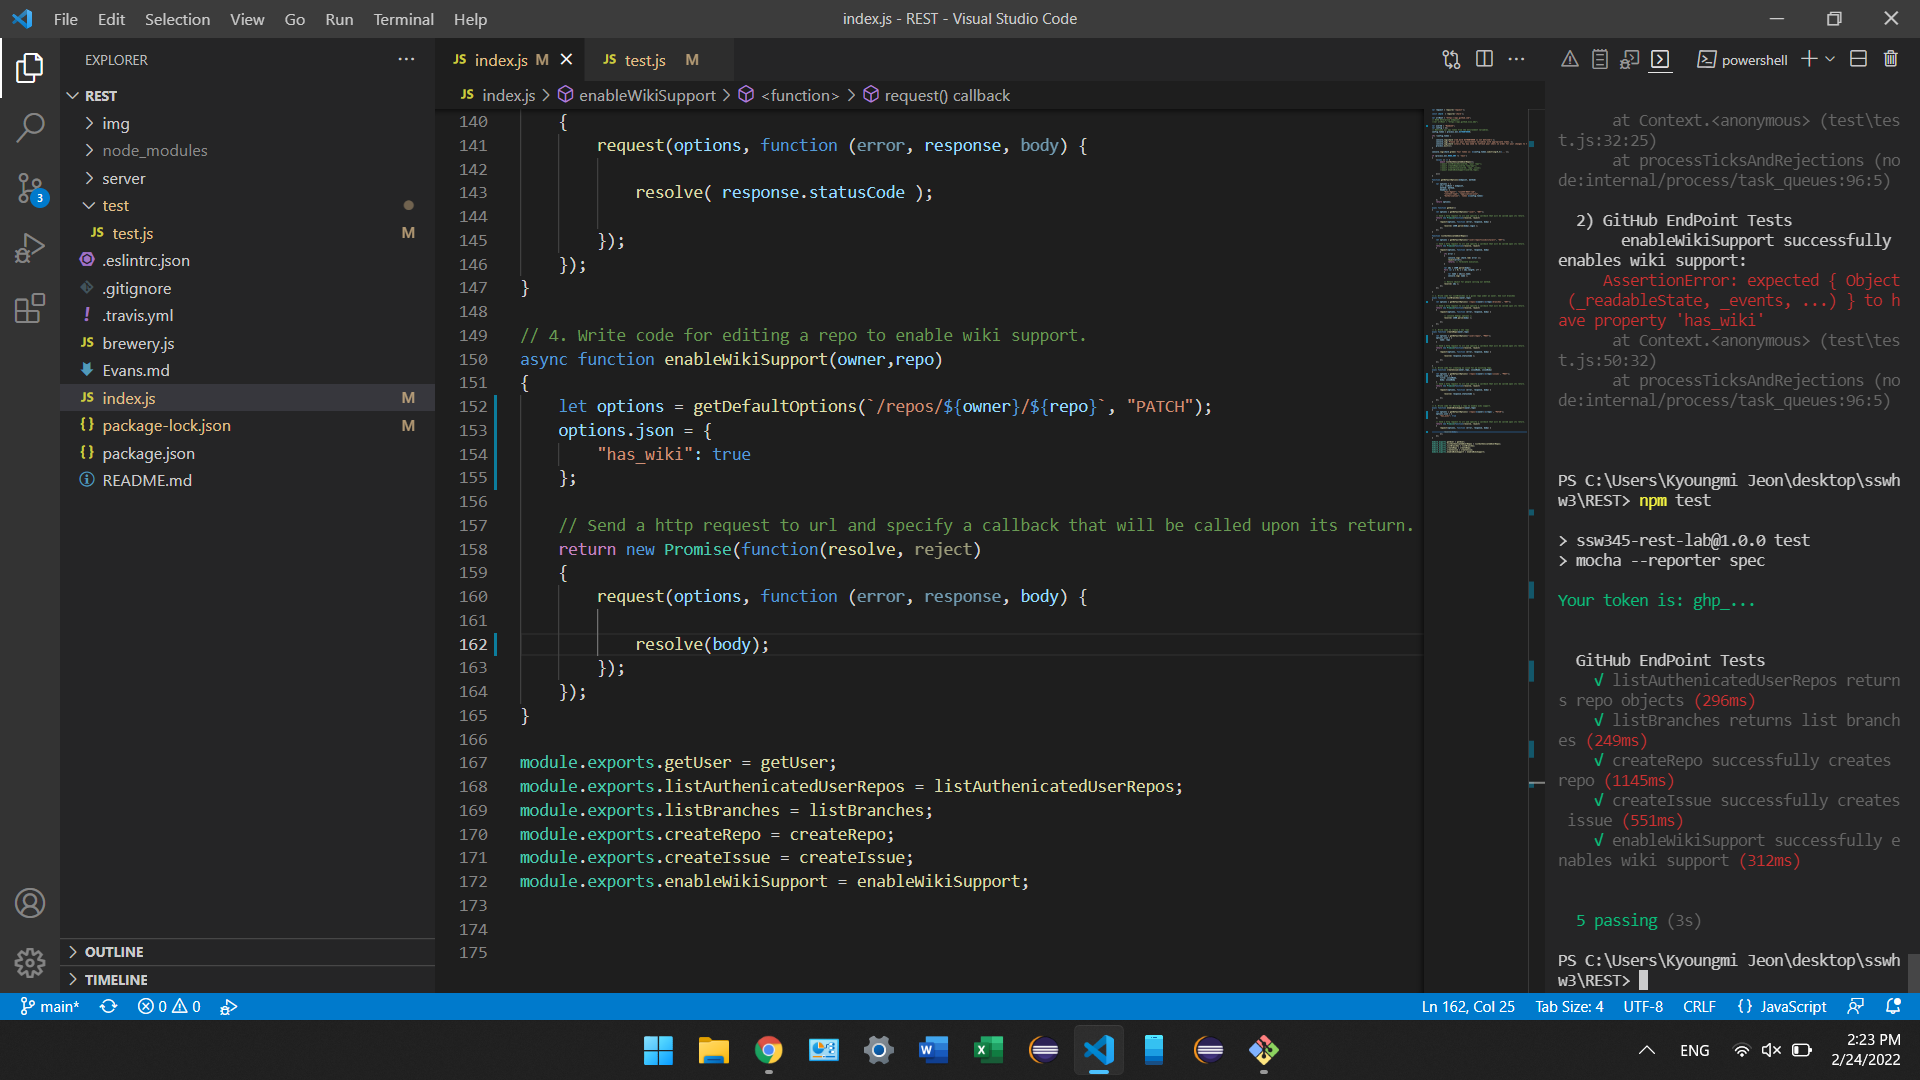 File Edit Selection View Go Run Terminal Help
index.js - REST - Visual Studio Code
EXPLORER
REST
img
node_modules
server
test
JS test.js M
.eslintrc.json
.gitignore
! .travis.yml
JS brewery.js
Evans.md
JS index.js M
{} package-lock.json M
{} package.json
README.md
OUTLINE
TIMELINE
3
JS index.js M
JS test.js M
JS index.js > enableWikiSupport > <function> > request() callback
140 {
141 request(options, function (error, response, body) {
142
143 resolve( response.statusCode );
144
145 });
146 });
147 }
148
149 // 4. Write code for editing a repo to enable wiki support.
150 async function enableWikiSupport(owner,repo)
151 {
152 let options = getDefaultOptions(`/repos/${owner}/${repo}`, "PATCH");
153 options.json = {
154 "has_wiki": true
155 };
156
157 // Send a http request to url and specify a callback that will be called upon its return.
158 return new Promise(function(resolve, reject)
159 {
160 request(options, function (error, response, body) {
161
162 resolve(body);
163 });
164 });
165 }
166
167 module.exports.getUser = getUser;
168 module.exports.listAuthenicatedUserRepos = listAuthenicatedUserRepos;
169 module.exports.listBranches = listBranches;
170 module.exports.createRepo = createRepo;
171 module.exports.createIssue = createIssue;
172 module.exports.enableWikiSupport = enableWikiSupport;
173
174
175
powershell
at Context.<anonymous> (test\tes
t.js:32:25)
at processTicksAndRejections (no
de:internal/process/task_queues:96:5)
2) GitHub EndPoint Tests
enableWikiSupport successfully
enables wiki support:
AssertionError: expected { Object
(_readableState, _events, ...) } to h
ave property 'has_wiki'
at Context.<anonymous> (test\tes
t.js:50:32)
at processTicksAndRejections (no
de:internal/process/task_queues:96:5)
PS C:\Users\Kyoungmi Jeon\desktop\sswh
w3\REST> npm test
> ssw345-rest-lab@1.0.0 test
> mocha --reporter spec
Your token is: ghp_...
GitHub EndPoint Tests
√ listAuthenicatedUserRepos return
s repo objects (296ms)
√ listBranches returns list branch
es (249ms)
√ createRepo successfully creates
repo (1145ms)
√ createIssue successfully creates
issue (551ms)
√ enableWikiSupport successfully e
nables wiki support (312ms)
5 passing (3s)
PS C:\Users\Kyoungmi Jeon\desktop\sswh
w3\REST>
main* 0 0
Ln 162, Col 25 Tab Size: 4 UTF-8 CRLF {} JavaScript
ENG
2:23 PM
2/24/2022